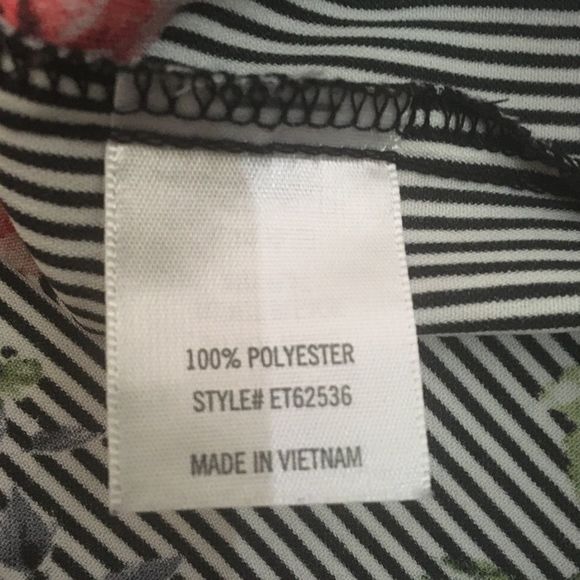 100% POLYESTER
STYLE# ET62536
MADE IN VIETNAM